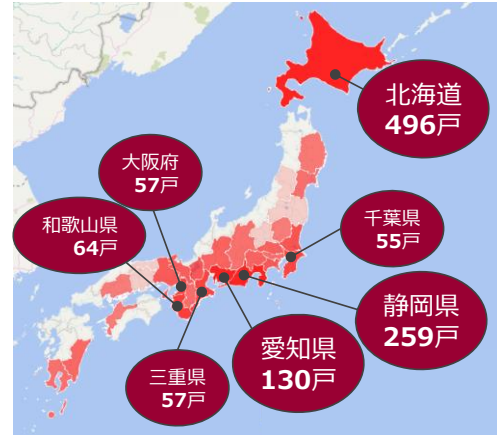 北海道
496戸
大阪府
57戸
和歌山県
64戸
千葉県
55戸
静岡県
259戸
愛知県
130戸
三重県
57戸